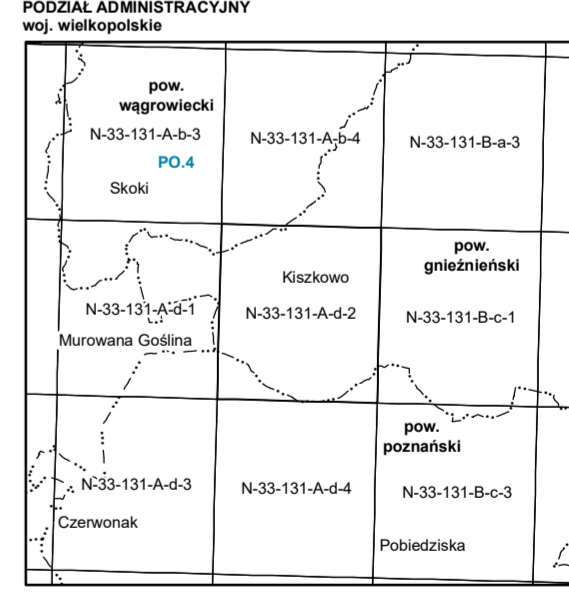 PODZIAŁ ADMINISTRACYJNY
woj. wielkopolskie
pow.
wągrowiecki
N-33-131-A-b-3
N-33-131-A-b-4
N-33-131-B-a-3
PO.4
Skoki
pow.
gnieźnieński
Kiszkowo
N-33-131-A-d-1
N-33-131-A-d-2
N-33-131-B-c-1
Murowana Goślina
pow.
poznański
N-33-131-A-d-3
N-33-131-A-d-4
N-33-131-B-c-3
Czerwonak
Pobiedziska